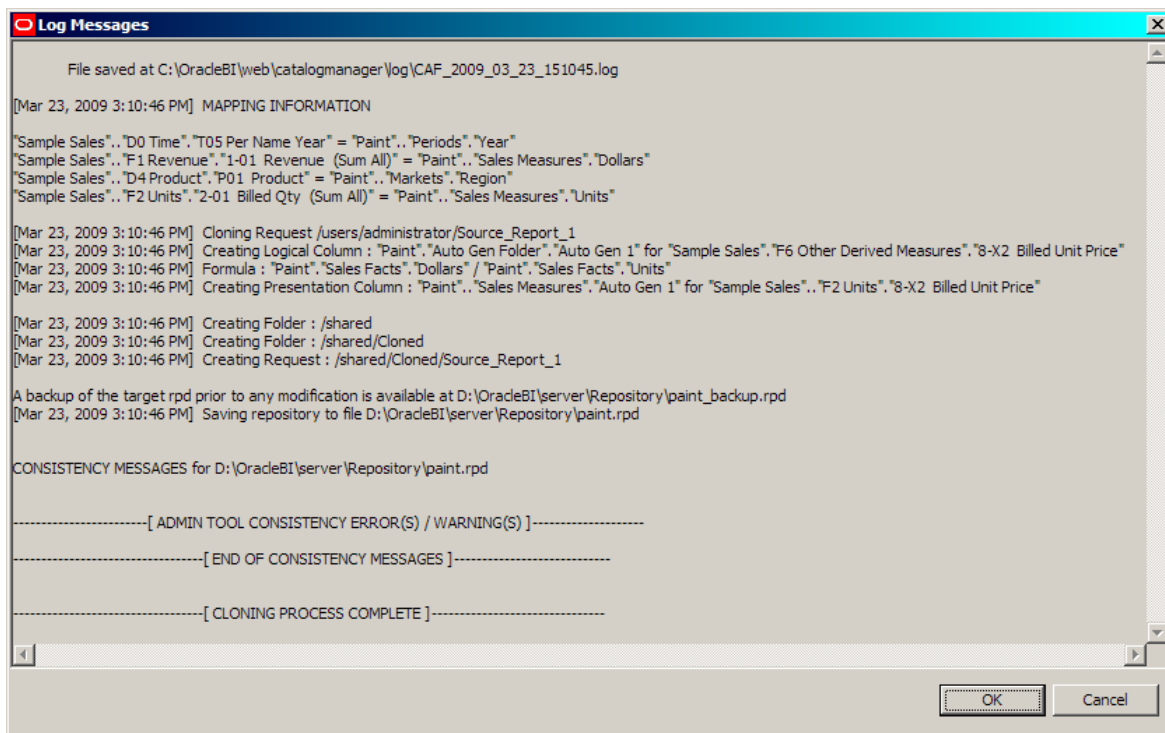 Log Messages
File saved at C:\OracleBI\web\catalogmanager\log\CAF_2009_03_23_151045.log
[Mar 23, 2009 3:10:46 PM] MAPPING INFORMATION
"Sample Sales".."D0 Time"."T05 Per Name Year" = "Paint".."Periods"."Year"
"Sample Sales".."F1 Revenue"."1-01 Revenue (Sum All)" = "Paint".."Sales Measures"."Dollars"
"Sample Sales".."D4 Product"."P01 Product" = "Paint".."Markets"."Region"
"Sample Sales".."F2 Units"."2-01 Billed Qty (Sum All)" = "Paint".."Sales Measures"."Units"
[Mar 23, 2009 3:10:46 PM] Cloning Request /users/administrator/Source_Report_1
[Mar 23, 2009 3:10:46 PM] Creating Logical Column : "Paint"."Auto Gen Folder"."Auto Gen 1" for "Sample Sales"."F6 Other Derived Measures"."8-X2 Billed Unit Price"
[Mar 23, 2009 3:10:46 PM] Formula : "Paint"."Sales Facts"."Dollars" / "Paint"."Sales Facts"."Units"
[Mar 23, 2009 3:10:46 PM] Creating Presentation Column : "Paint".."Sales Measures"."Auto Gen 1" for "Sample Sales".."F2 Units"."8-X2 Billed Unit Price"
[Mar 23, 2009 3:10:46 PM] Creating Folder : /shared
[Mar 23, 2009 3:10:46 PM] Creating Folder : /shared/Cloned
[Mar 23, 2009 3:10:46 PM] Creating Request : /shared/Cloned/Source_Report_1
A backup of the target rpd prior to any modification is available at D:\OracleBI\server\Repository\paint_backup.rpd
[Mar 23, 2009 3:10:46 PM] Saving repository to file D:\OracleBI\server\Repository\paint.rpd
CONSISTENCY MESSAGES for D:\OracleBI\server\Repository\paint.rpd
------------------------[ ADMIN TOOL CONSISTENCY ERROR(S) / WARNING(S) ]--------------------
----------------------------------[ END OF CONSISTENCY MESSAGES ]----------------------------
----------------------------------[ CLONING PROCESS COMPLETE ]-------------------------------
OK
Cancel